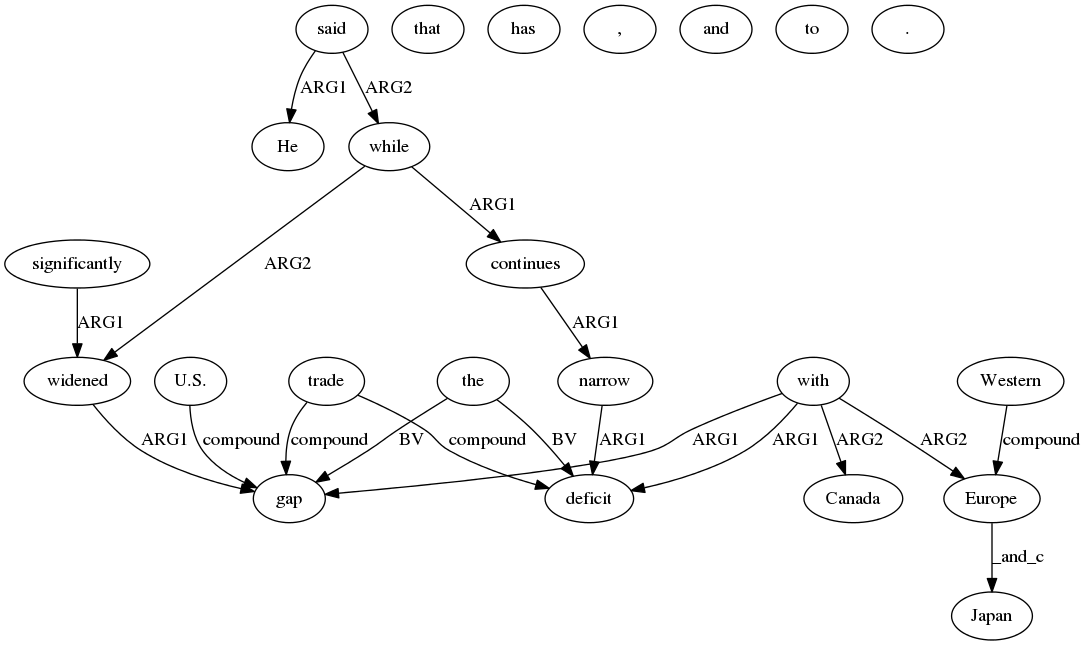 said that has , and to .
ARG1 ARG2
He while
ARG1
significantly ARG2 continues
ARG1 ARG1
widened U.S. trade the narrow with Western
ARG1 compound compound BV compound BV ARG1 ARG1 ARG1 ARG2 ARG2 compound
gap deficit Canada Europe
_and_c
Japan